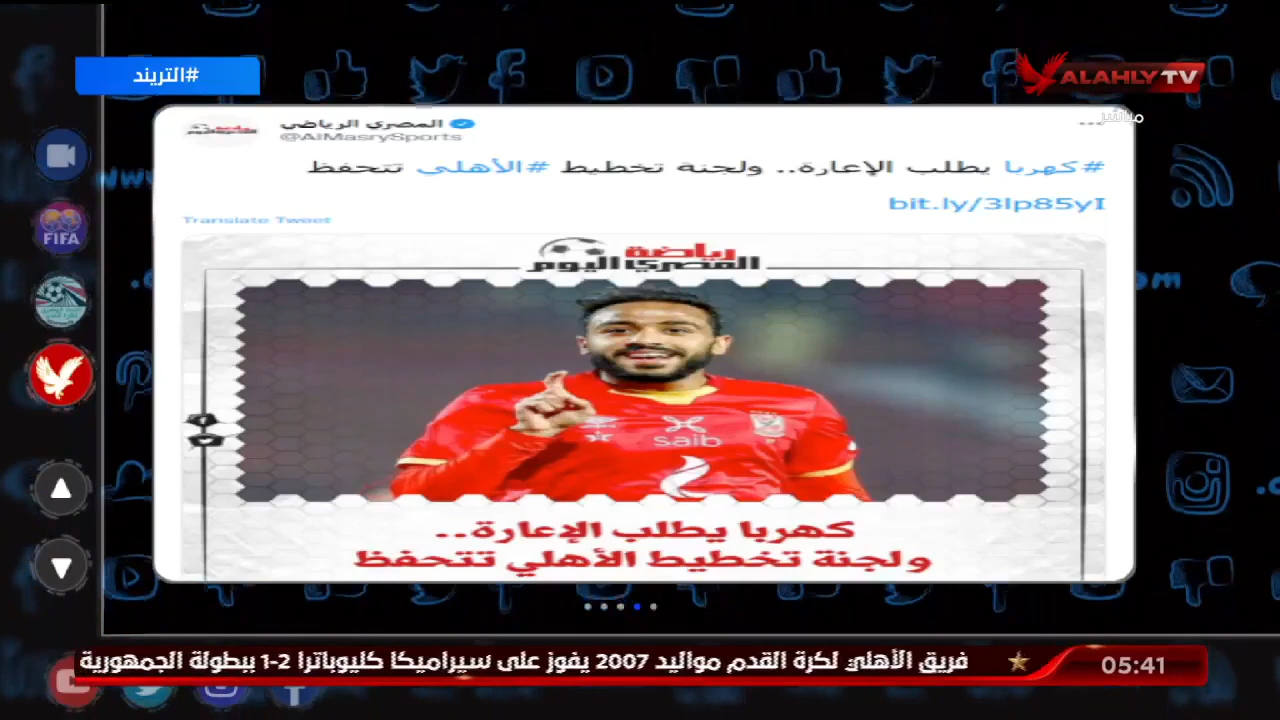 #التريند
ALAHLY TV
مباشر
المصري الرياضي
@AlMasrySports
#كهربا يطلب الإعارة.. ولجنة تخطيط #الأهلى تتحفظ
bit.ly/3lp85yI
Translate Tweet
رياضة
المصري اليوم
FIFA
saib
كهربا يطلب الإعارة..
ولجنة تخطيط الأهلي تتحفظ
فريق الأهلي لكرة القدم مواليد 2007 يفوز على سيراميكا كليوباترا 2-1 ببطولة الجمهورية
05:41